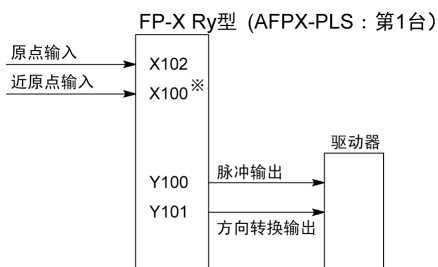 FP-X Ry型 (AFPX-PLS：第1台)
原点输入
X102
近原点输入
X100※
驱动器
Y100
脉冲输出
Y101
方向转换输出